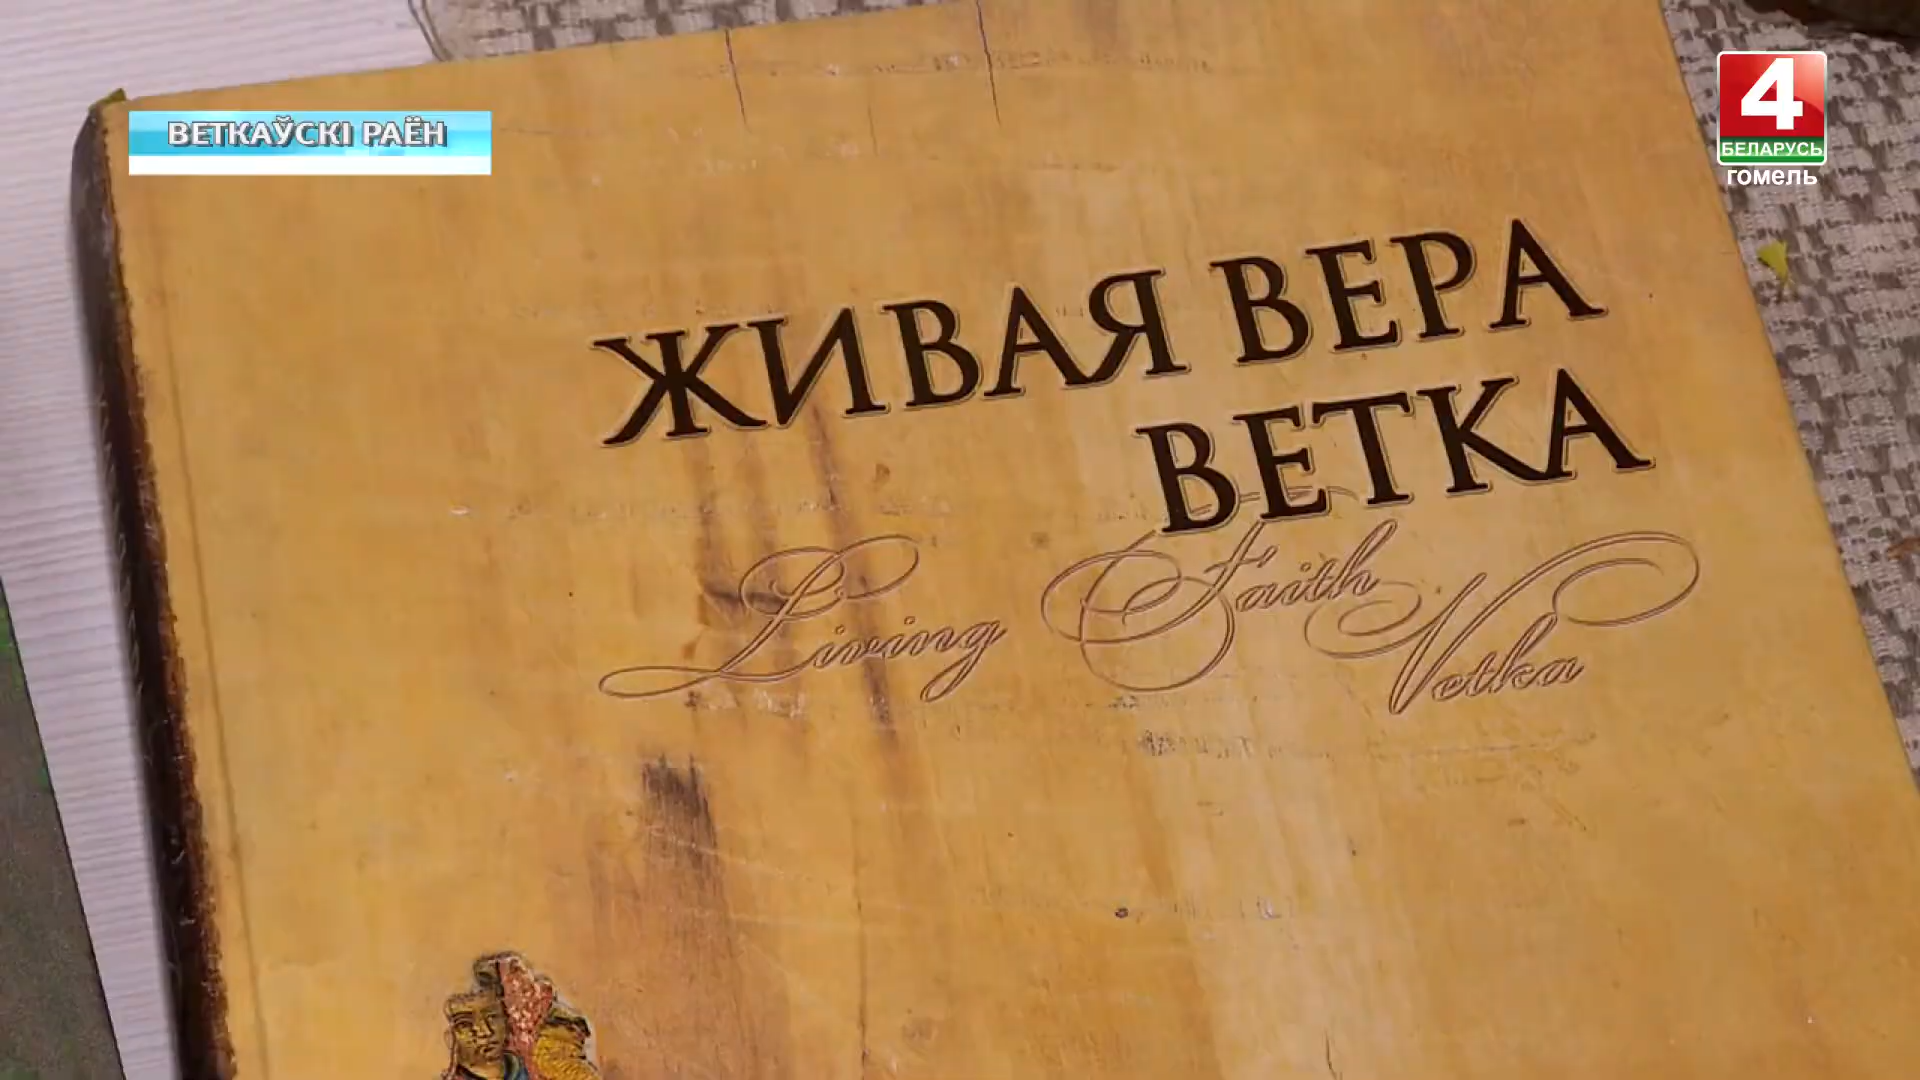 ВЕТКАЎСКІ РАЁН
4
БЕЛАРУСЬ
гомель
ЖИВАЯ ВЕРА
ВЕТКА
Living Faith
Vetka